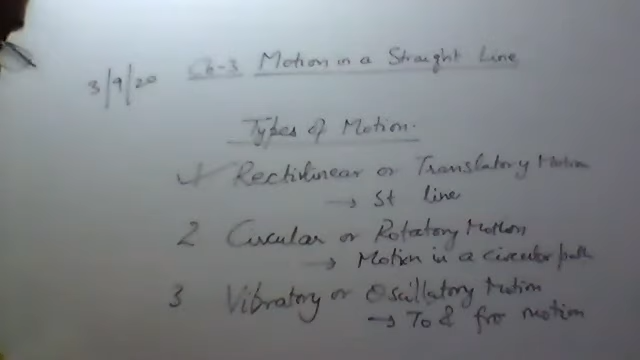 3/9/20 Ch-3 Motion in a Straight Line
Types of Motion.
Rectilinear or Translatory Motion
→ St line
2 Circular or Rotatory Motion
→ Motion in a circular path
3 Vibratory or Oscillatory Motion
→ To & fro motion